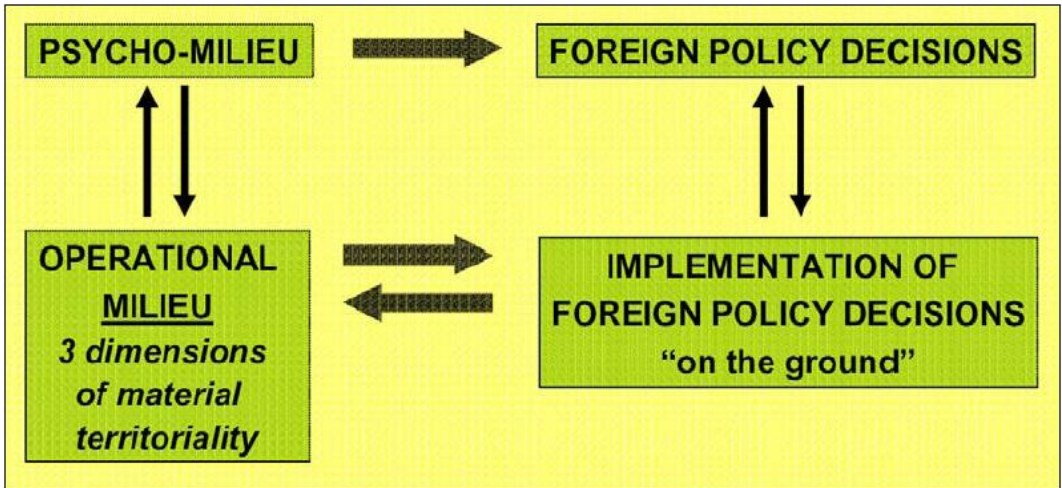 PSYCHO-MILIEU
FOREIGN POLICY DECISIONS
OPERATIONAL
MILIEU
3 dimensions
of material
territoriality
IMPLEMENTATION OF
FOREIGN POLICY DECISIONS
“on the ground”